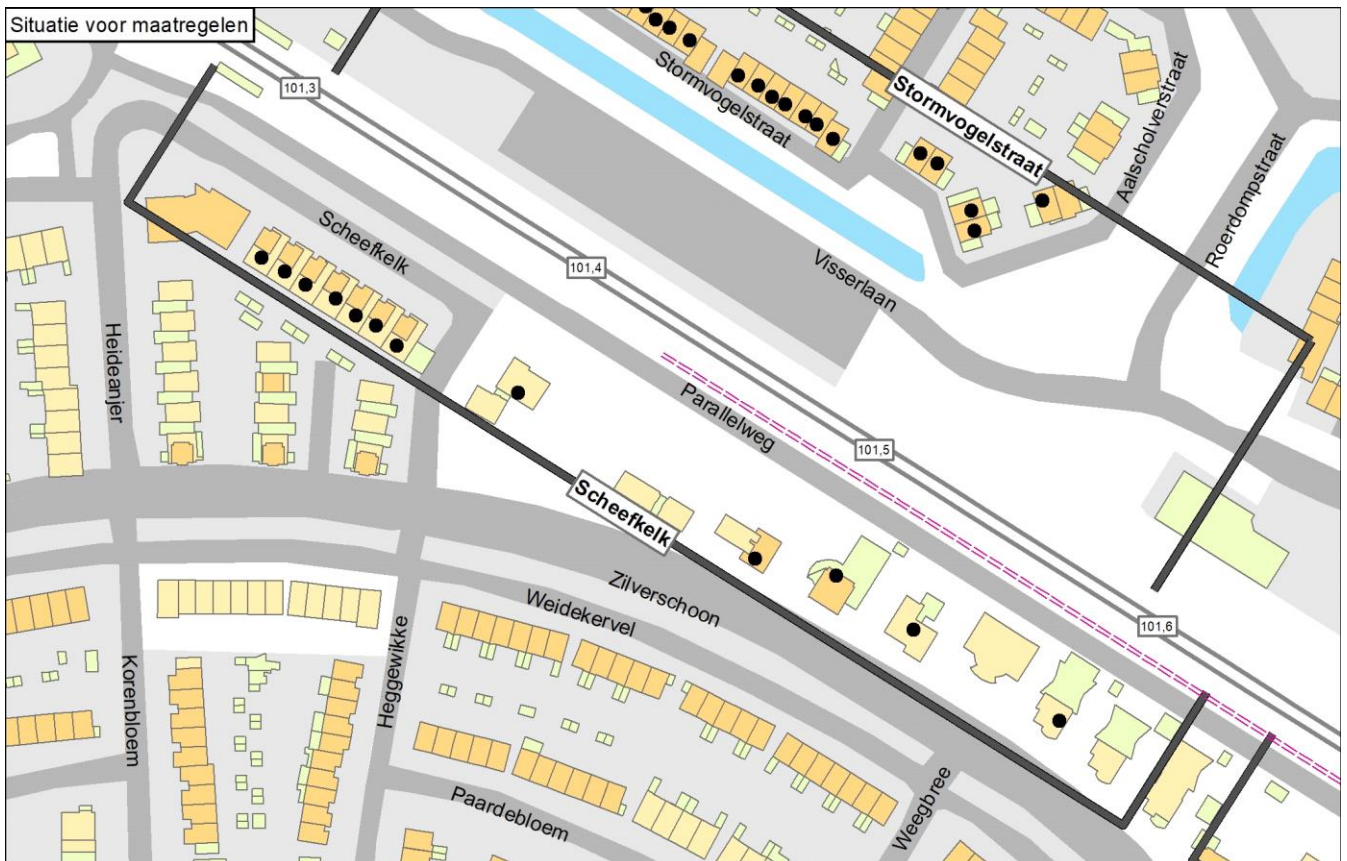 Situatie voor maatregelen
101,3
Stormvogelstraat
Stormvogelstraat
Aalscholverstraat
Roerdompstraat
Scheefkelk
101,4
Visserlaan
Heideanjer
Parallelweg
101,5
Scheefkelk
Zilverschoon
Weidekervel
101,6
Korenbloem
Heggewikke
Paardebloem
Weegbree